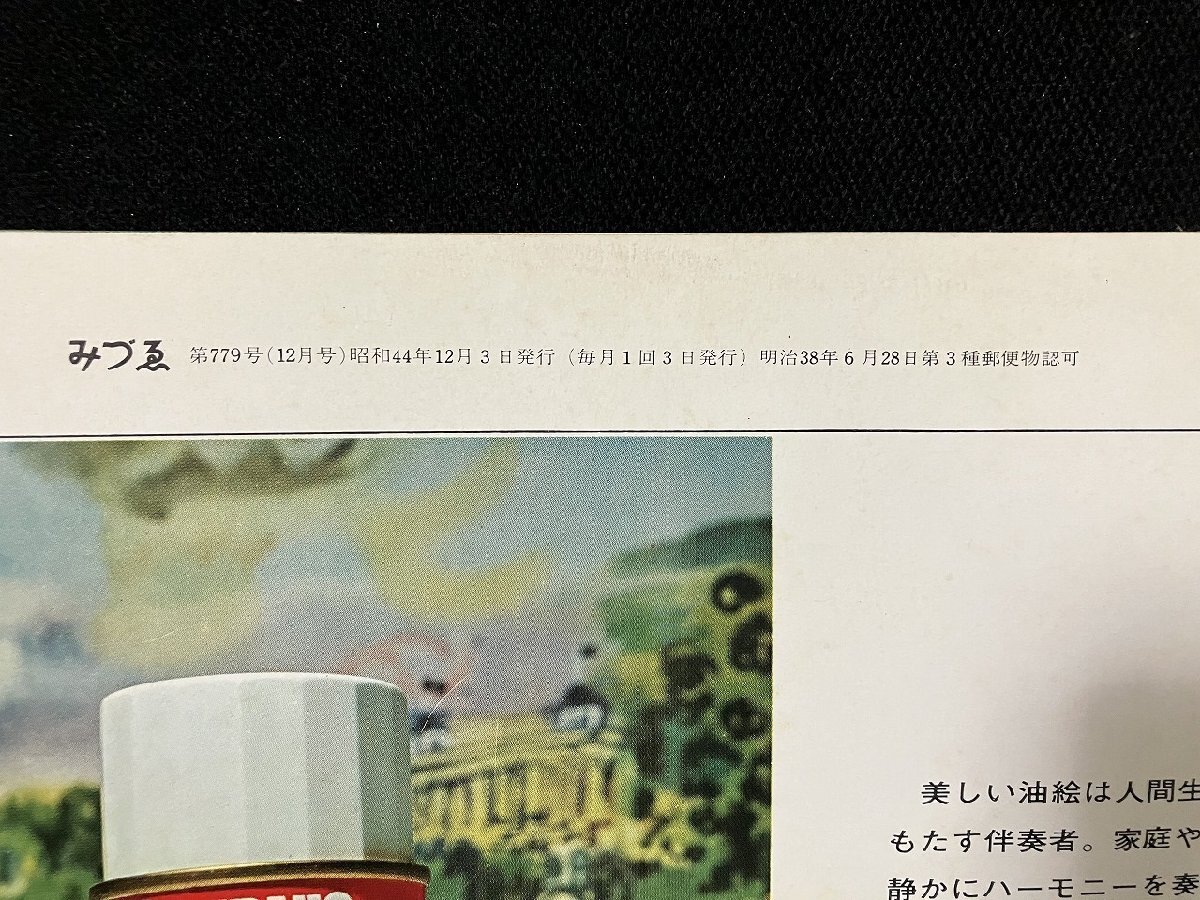 みづゑ 第779号(12月号)昭和44年12月3日発行(毎月1回3日発行)明治38年6月28日第3種郵便物認可
美しい油絵は人間生
もたす伴奏者。家庭や
静かにハーモニーを奏